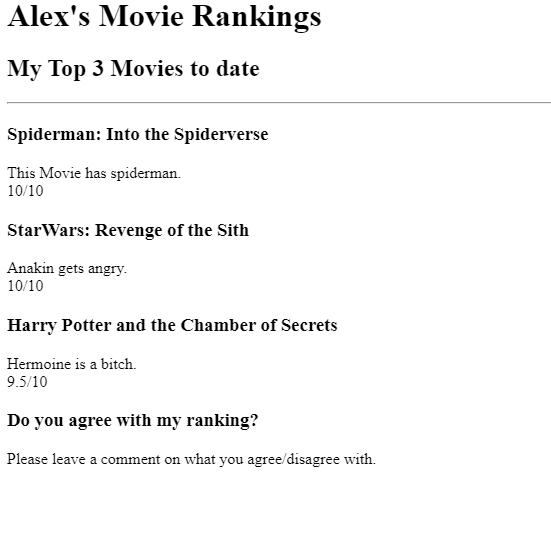 Alex's Movie Rankings
My Top 3 Movies to date
Spiderman: Into the Spiderverse
This Movie has spiderman.
10/10
StarWars: Revenge of the Sith
Anakin gets angry.
10/10
Harry Potter and the Chamber of Secrets
Hermoine is a bitch.
9.5/10
Do you agree with my ranking?
Please leave a comment on what you agree/disagree with.